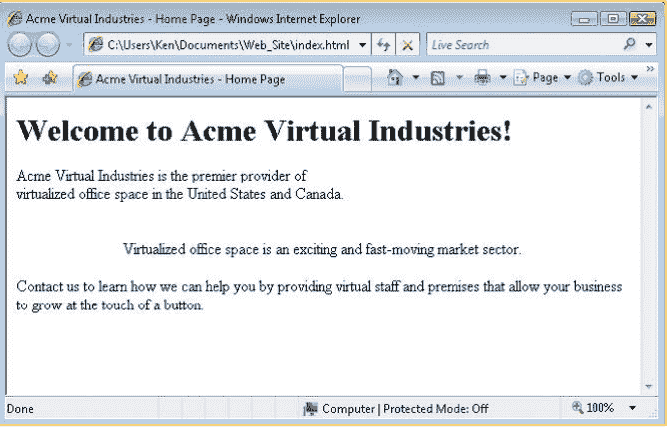 Acme Virtual Industries - Home Page - Windows Internet Explorer
C:\Users\Ken\Documents\Web_Site\index.html Live Search
Acme Virtual Industries - Home Page Page Tools
Welcome to Acme Virtual Industries!
Acme Virtual Industries is the premier provider of
virtualized office space in the United States and Canada.
Virtualized office space is an exciting and fast-moving market sector.
Contact us to learn how we can help you by providing virtual staff and premises that allow your business
to grow at the touch of a button.
Done Computer | Protected Mode: Off 100%